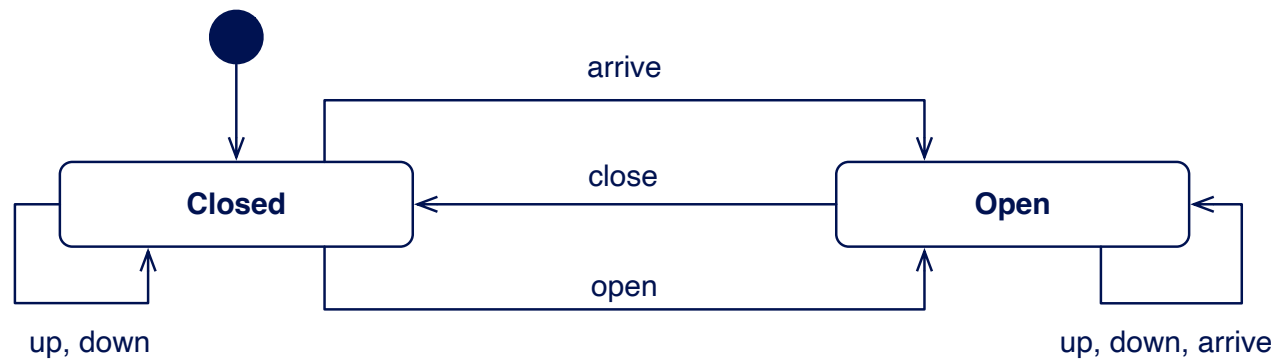 arrive
Closed
close
Open
open
up, down
up, down, arrive